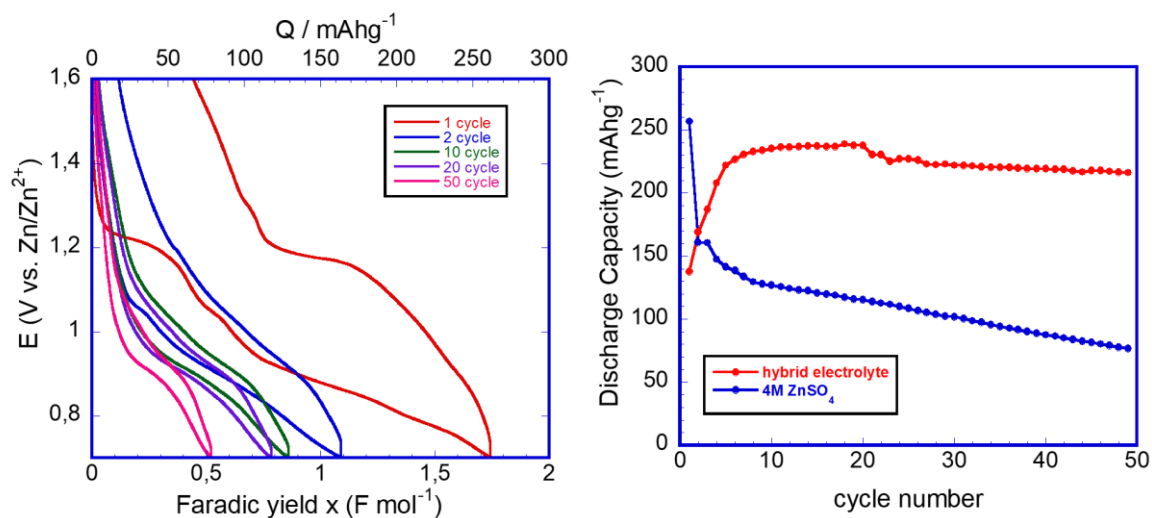 Q / mAhg⁻¹
0 50 100 150 200 250 300
E (V vs. Zn/Zn²⁺)
1,6
1,4
1,2
1
0.8
1 cycle
2 cycle
10 cycle
20 cycle
50 cycle
0 0,5 1 1,5 2
Faradic yield x (F mol⁻¹)
Discharge Capacity (mAhg⁻¹)
300
250
200
150
100
50
0
hybrid electrolyte
4M ZnSO₄
0 10 20 30 40 50
cycle number